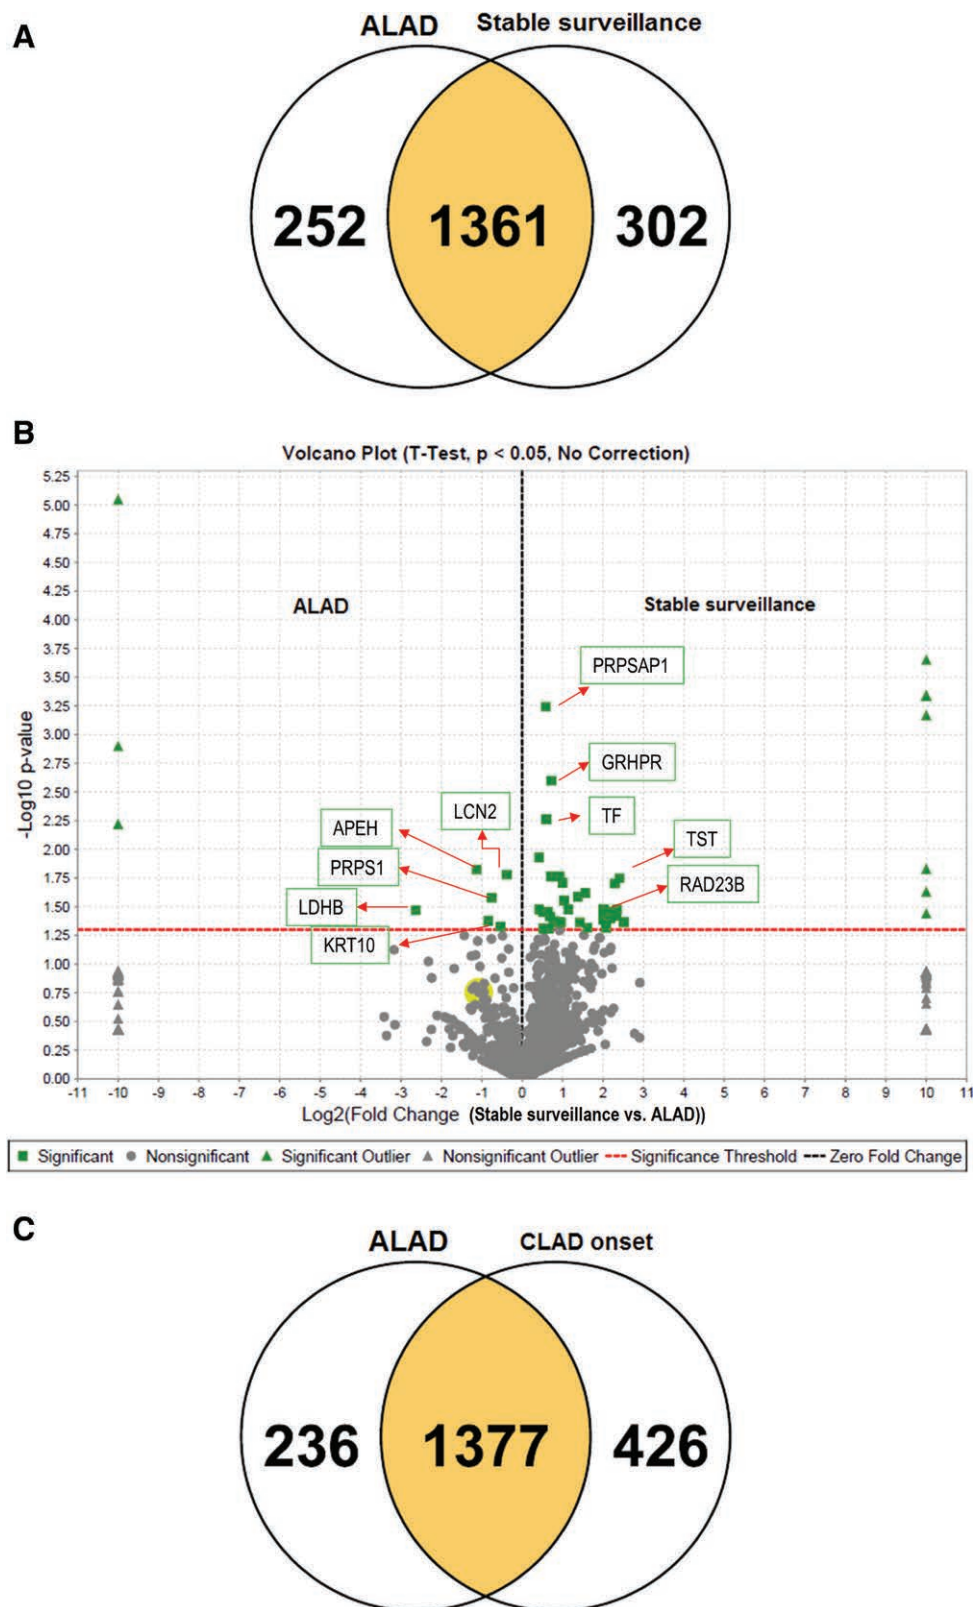 A
ALAD Stable surveillance
252 1361 302
B
Volcano Plot (T-Test, p < 0.05, No Correction)
5.25
5.00
4.75
4.50
4.25
4.00
3.75
3.50
3.25
3.00
2.75
2.50
2.25
2.00
1.75
1.50
1.25
1.00
0.75
0.50
0.25
0.00
-Log10 p-value
ALAD
Stable surveillance
PRPSAP1
GRHPR
LCN2
TF
APEH
TST
PRPS1
RAD23B
LDHB
KRT10
-11 -10 -9 -8 -7 -6 -5 -4 -3 -2 -1 0 1 2 3 4 5 6 7 8 9 10 11
Log2(Fold Change (Stable surveillance vs. ALAD))
Significant Nonsignificant Significant Outlier Nonsignificant Outlier Significance Threshold Zero Fold Change
C
ALAD CLAD onset
236 1377 426